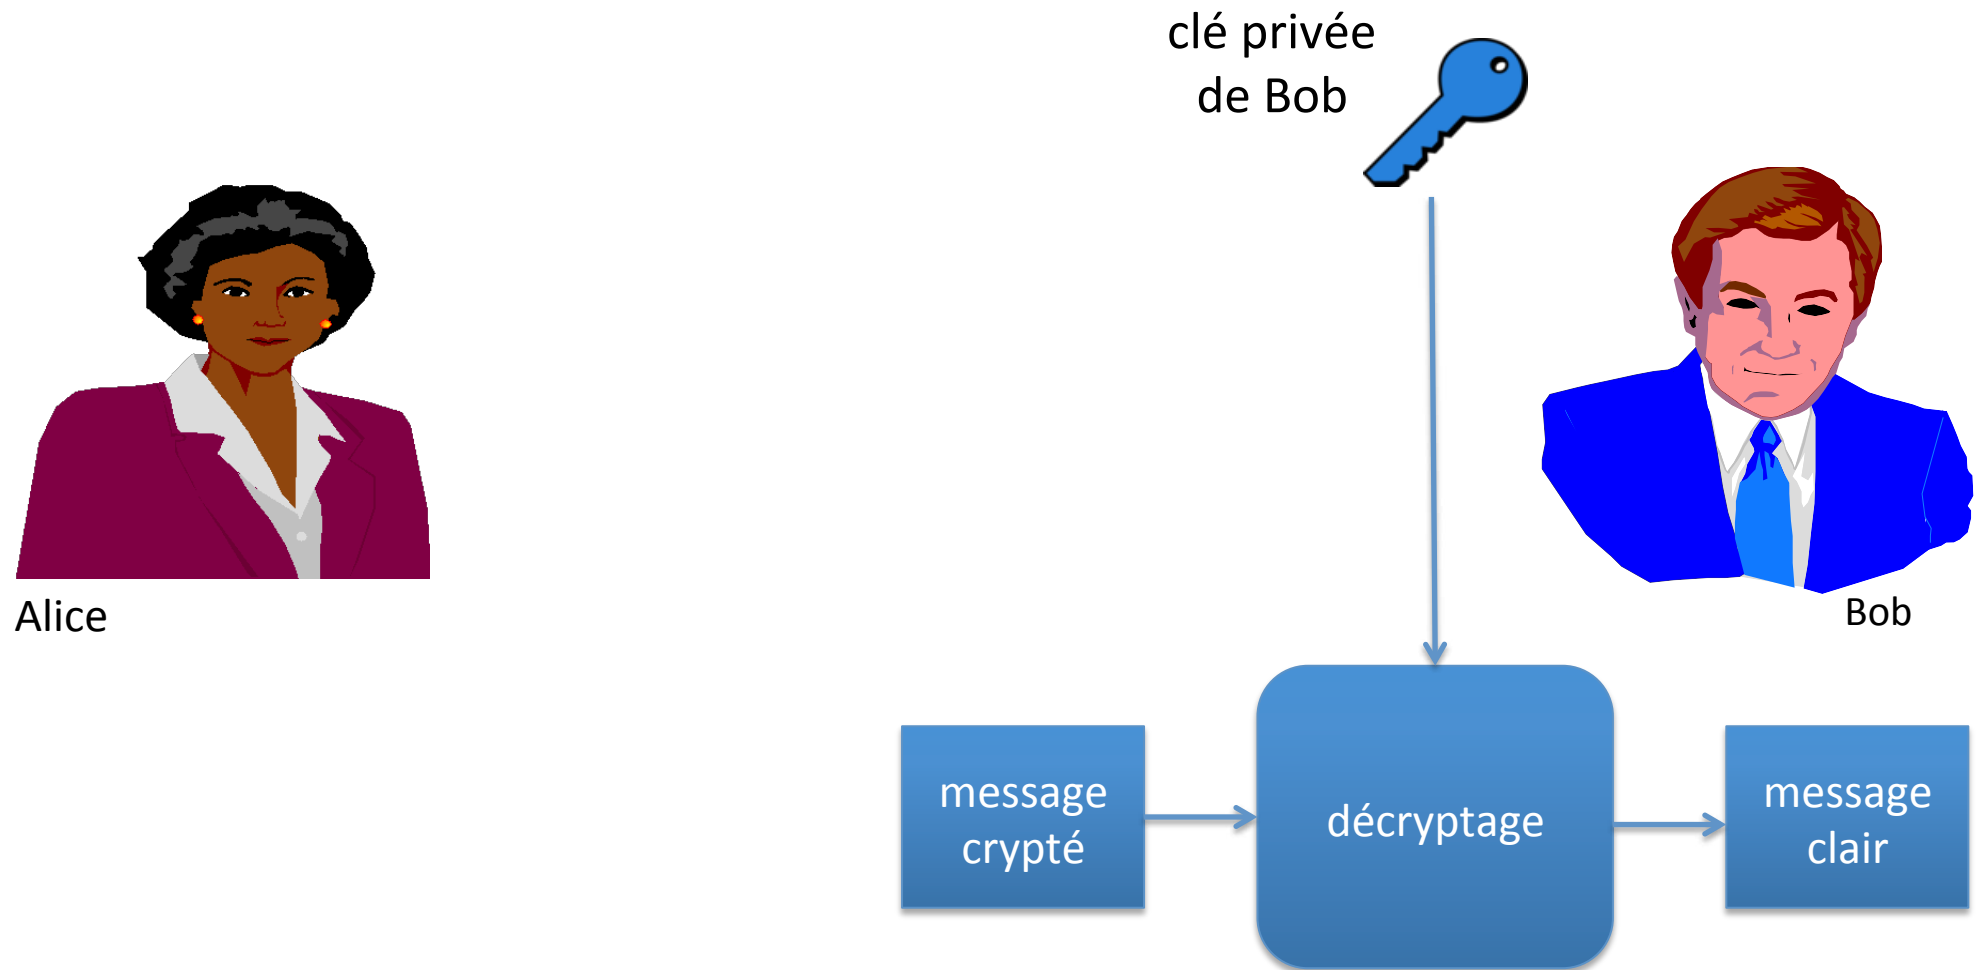 clé privée
de Bob
Alice
Bob
message
crypté
décryptage
message
clair